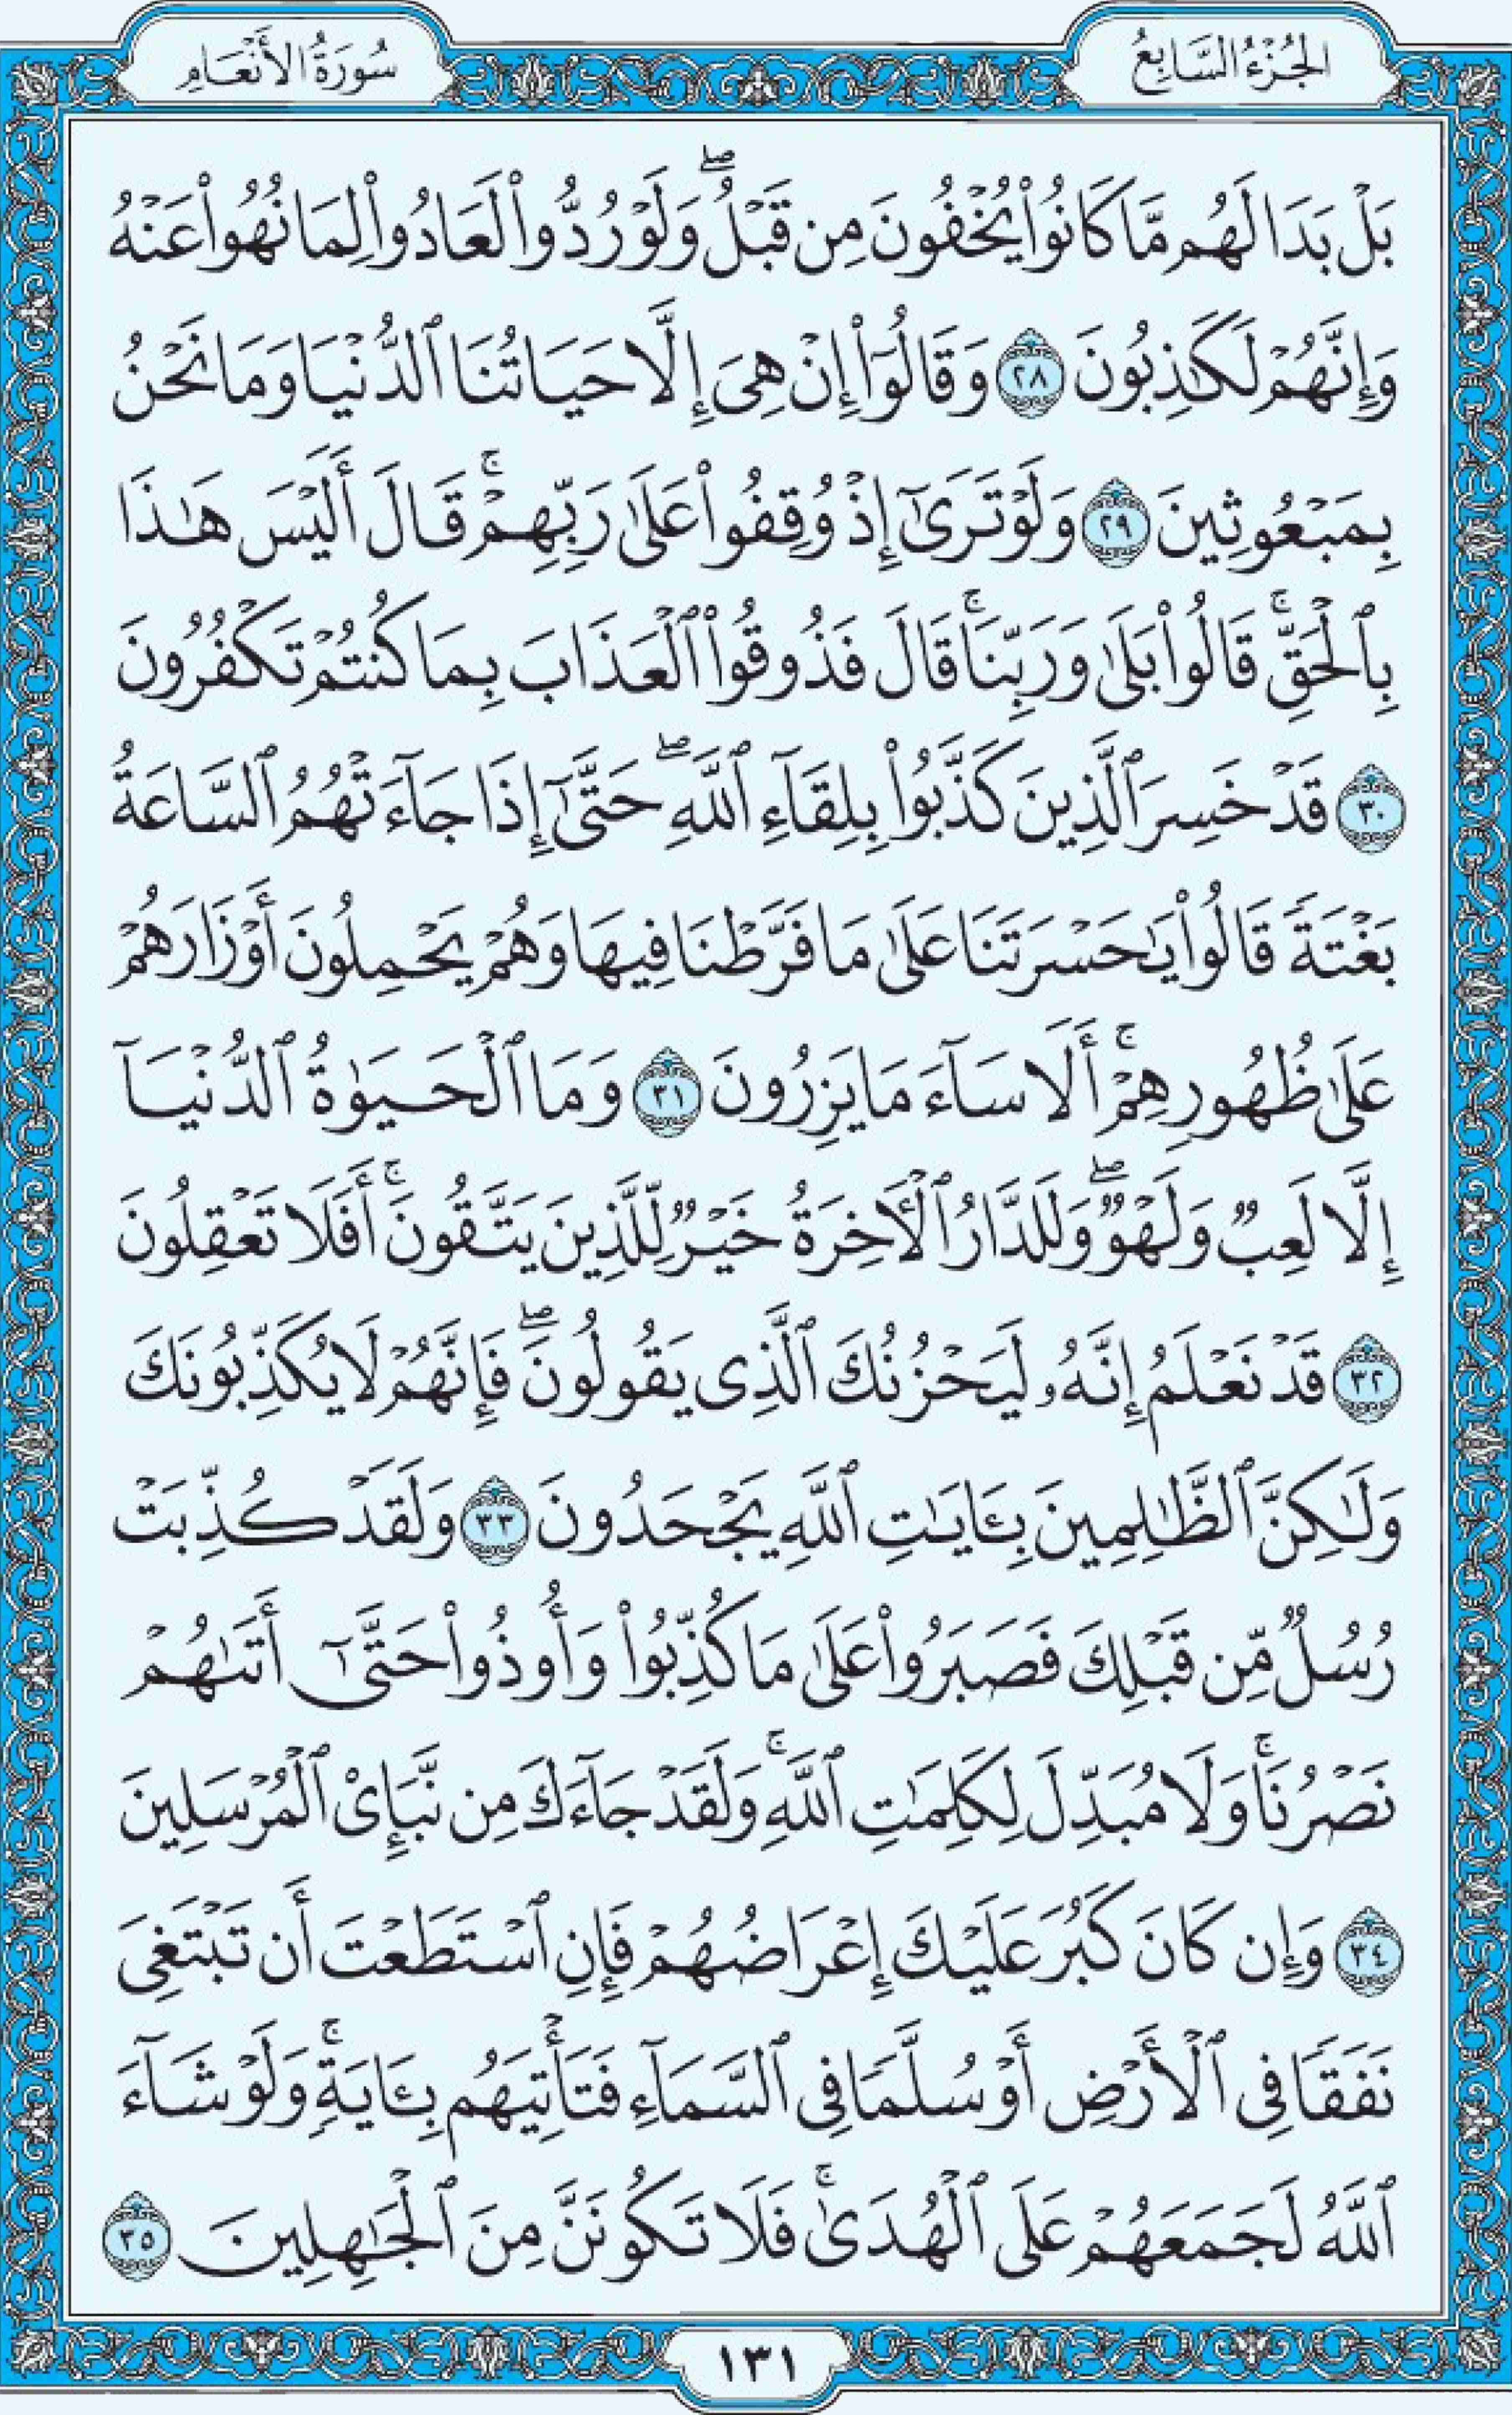 الجُزْءُ السَّابِعُ
سُورَةُ الأَنْعَامِ
بَلْ بَدَا لَهُم مَّا كَانُوا۟ يُخْفُونَ مِن قَبْلُ ۖ وَلَوْ رُدُّوا۟ لَعَادُوا۟ لِمَا نُهُوا۟ عَنْهُ
وَإِنَّهُمْ لَكَٰذِبُونَ ٢٨ وَقَالُوٓا۟ إِنْ هِىَ إِلَّا حَيَاتُنَا ٱلدُّنْيَا وَمَا نَحْنُ
بِمَبْعُوثِينَ ٢٩ وَلَوْ تَرَىٰٓ إِذْ وُقِفُوا۟ عَلَىٰ رَبِّهِمْ ۚ قَالَ أَلَيْسَ هَٰذَا
بِٱلْحَقِّ ۚ قَالُوا۟ بَلَىٰ وَرَبِّنَا ۚ قَالَ فَذُوقُوا۟ ٱلْعَذَابَ بِمَا كُنتُمْ تَكْفُرُونَ
٣٠ قَدْ خَسِرَ ٱلَّذِينَ كَذَّبُوا۟ بِلِقَآءِ ٱللَّهِ ۖ حَتَّىٰٓ إِذَا جَآءَتْهُمُ ٱلسَّاعَةُ
بَغْتَةً قَالُوا۟ يَٰحَسْرَتَنَا عَلَىٰ مَا فَرَّطْنَا فِيهَا وَهُمْ يَحْمِلُونَ أَوْزَارَهُمْ
عَلَىٰ ظُهُورِهِمْ ۚ أَلَا سَآءَ مَا يَزِرُونَ ٣١ وَمَا ٱلْحَيَوٰةُ ٱلدُّنْيَآ
إِلَّا لَعِبٌ وَلَهْوٌ ۖ وَلَلدَّارُ ٱلْءَاخِرَةُ خَيْرٌ لِّلَّذِينَ يَتَّقُونَ ۗ أَفَلَا تَعْقِلُونَ
٣٢ قَدْ نَعْلَمُ إِنَّهُۥ لَيَحْزُنُكَ ٱلَّذِى يَقُولُونَ ۖ فَإِنَّهُمْ لَا يُكَذِّبُونَكَ
وَلَٰكِنَّ ٱلظَّٰلِمِينَ بِـَٔايَٰتِ ٱللَّهِ يَجْحَدُونَ ٣٣ وَلَقَدْ كُذِّبَتْ
رُسُلٌ مِّن قَبْلِكَ فَصَبَرُوا۟ عَلَىٰ مَا كُذِّبُوا۟ وَأُوذُوا۟ حَتَّىٰٓ أَتَىٰهُمْ
نَصْرُنَا ۚ وَلَا مُبَدِّلَ لِكَلِمَٰتِ ٱللَّهِ ۚ وَلَقَدْ جَآءَكَ مِن نَّبَإِى۟ ٱلْمُرْسَلِينَ
٣٤ وَإِن كَانَ كَبُرَ عَلَيْكَ إِعْرَاضُهُمْ فَإِنِ ٱسْتَطَعْتَ أَن تَبْتَغِىَ
نَفَقًا فِى ٱلْأَرْضِ أَوْ سُلَّمًا فِى ٱلسَّمَآءِ فَتَأْتِيَهُم بِـَٔايَةٍ ۚ وَلَوْ شَآءَ
ٱللَّهُ لَجَمَعَهُمْ عَلَى ٱلْهُدَىٰ ۚ فَلَا تَكُونَنَّ مِنَ ٱلْجَٰهِلِينَ ٣٥
١٣١